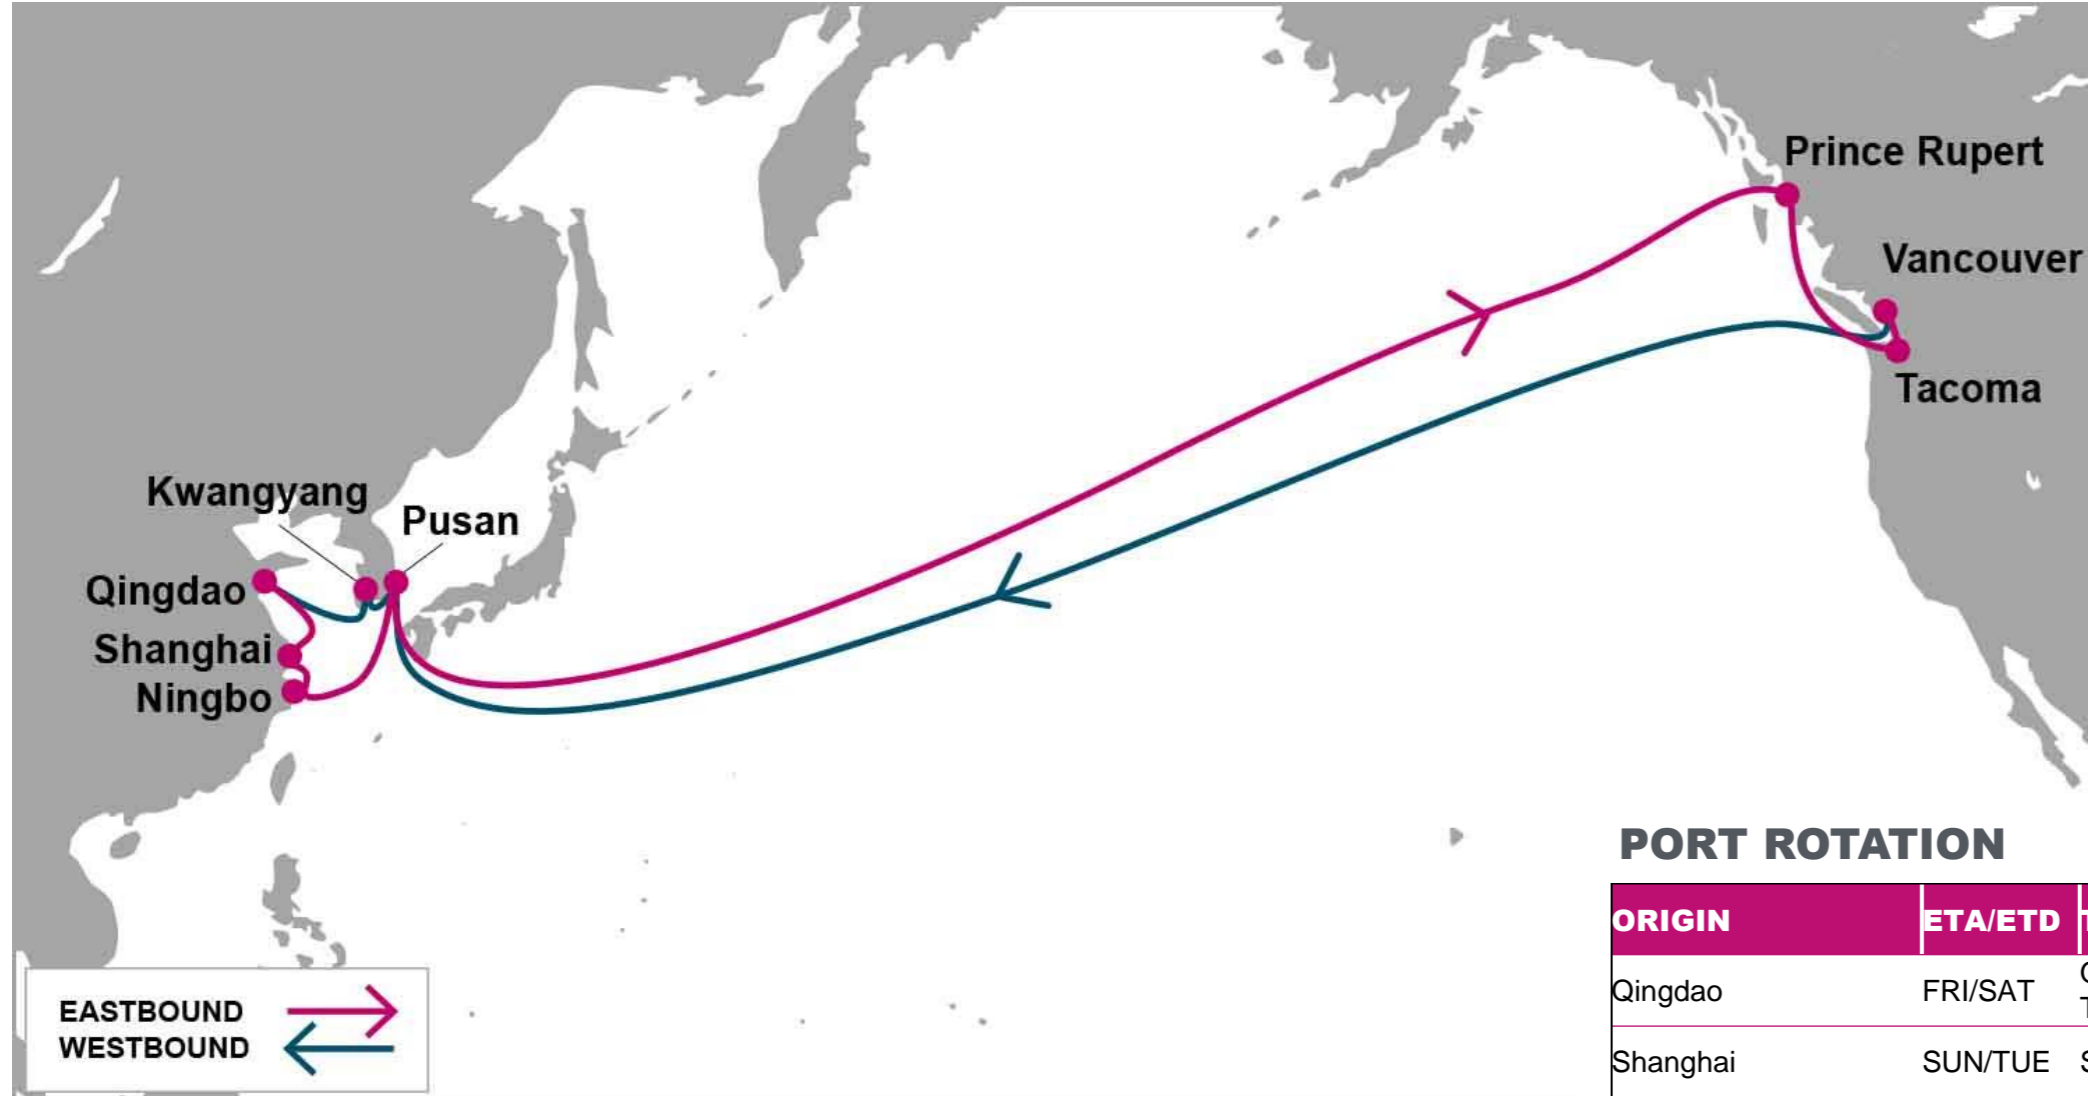 Prince Rupert
Vancouver
Tacoma
Kwangyang
Pusan
Qingdao
Shanghai
Ningbo
EASTBOUND
WESTBOUND
PORT ROTATION
ORIGIN ETA/ETD
Qingdao FRI/SAT
Shanghai SUN/TUE